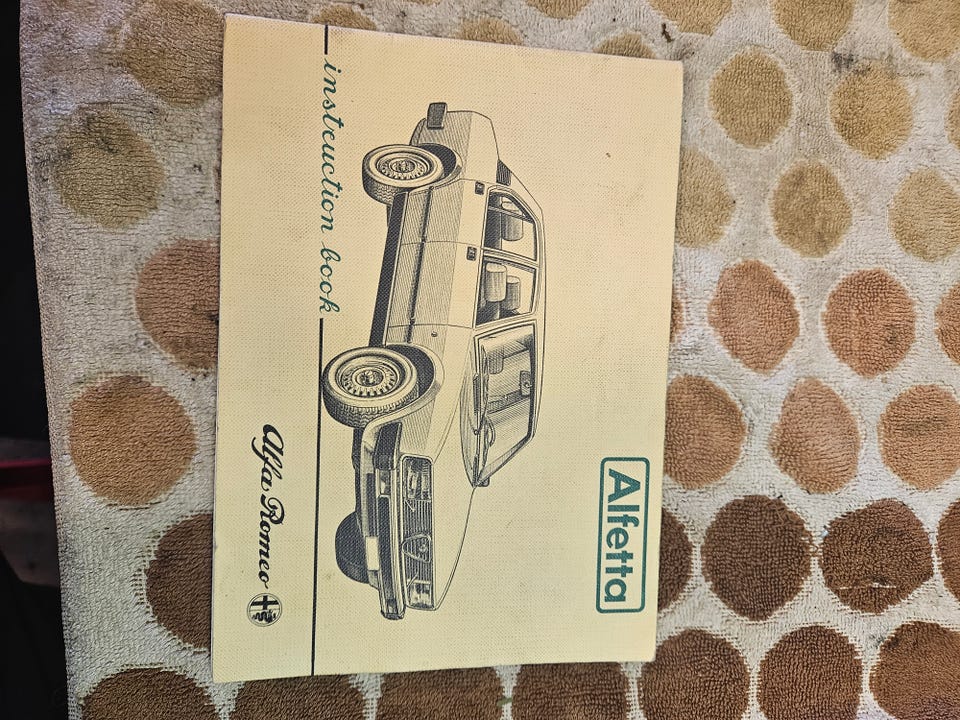 Alfetta
instruction book
Alfa Romeo